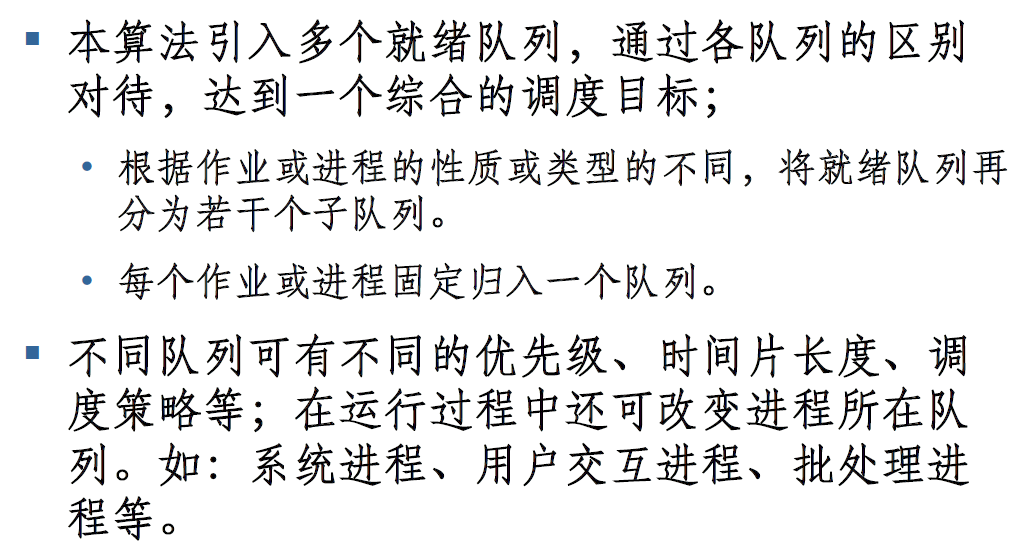 ▪ 本算法引入多个就绪队列，通过各队列的区别
对待，达到一个综合的调度目标；
• 根据作业或进程的性质或类型的不同，将就绪队列再
分为若干个子队列。
• 每个作业或进程固定归入一个队列。
▪ 不同队列可有不同的优先级、时间片长度、调
度策略等；在运行过程中还可改变进程所在队
列。如：系统进程、用户交互进程、批处理进
程等。